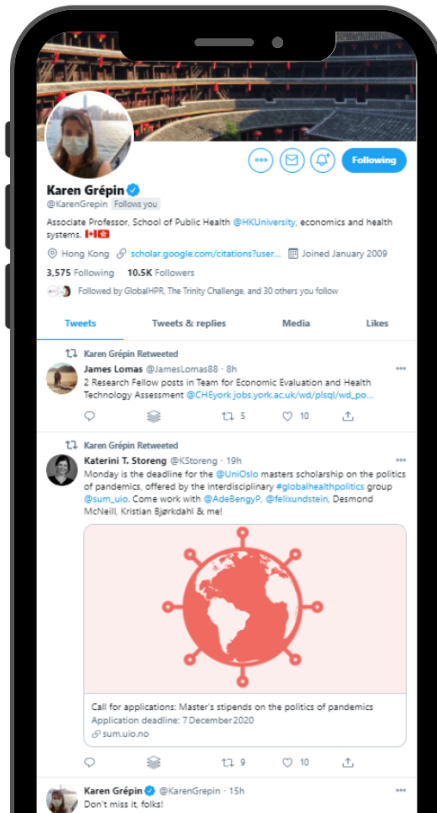 Following
Karen Grépin
@KarenGrepin Follows you
Associate Professor, School of Public Health @HKUniversity, economics and health
systems.
Hong Kong scholar.google.com/citations?user... Joined January 2009
3,575 Following 10.5K Followers
Followed by GlobalHPR, The Trinity Challenge, and 30 others you follow
Tweets Tweets & replies Media Likes
Karen Grépin Retweeted
James Lomas @JamesLomas88 · 8h
2 Research Fellow posts in Team for Economic Evaluation and Health
Technology Assessment @CHEyork jobs.york.ac.uk/wd/plsql/wd_po...
5 10
Karen Grépin Retweeted
Katerini T. Storeng @KStoreng · 19h
Monday is the deadline for the @UniOslo masters scholarship on the politics
of pandemics, offered by the interdisciplinary #globalhealthpolitics group
@sum_uio. Come work with @AdeBengyP, @felixundstein, Desmond
McNeill, Kristian Bjørkdahl & me!
Call for applications: Master's stipends on the politics of pandemics
Application deadline: 7 December 2020
sum.uio.no
9 10
Karen Grépin @KarenGrepin · 15h
Don't miss it, folks!